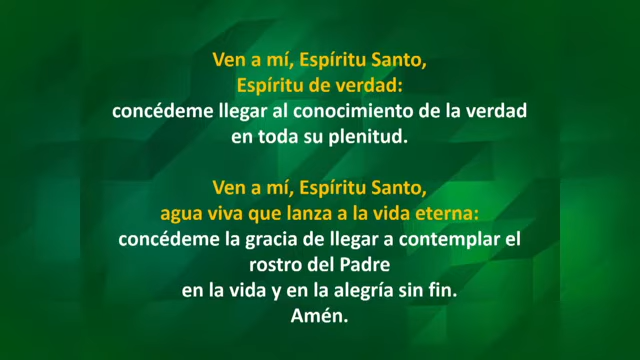 Ven a mí, Espíritu Santo,
Espíritu de verdad:
concédeme llegar al conocimiento de la verdad
en toda su plenitud.
Ven a mí, Espíritu Santo,
agua viva que lanza a la vida eterna:
concédeme la gracia de llegar a contemplar el
rostro del Padre
en la vida y en la alegría sin fin.
Amén.